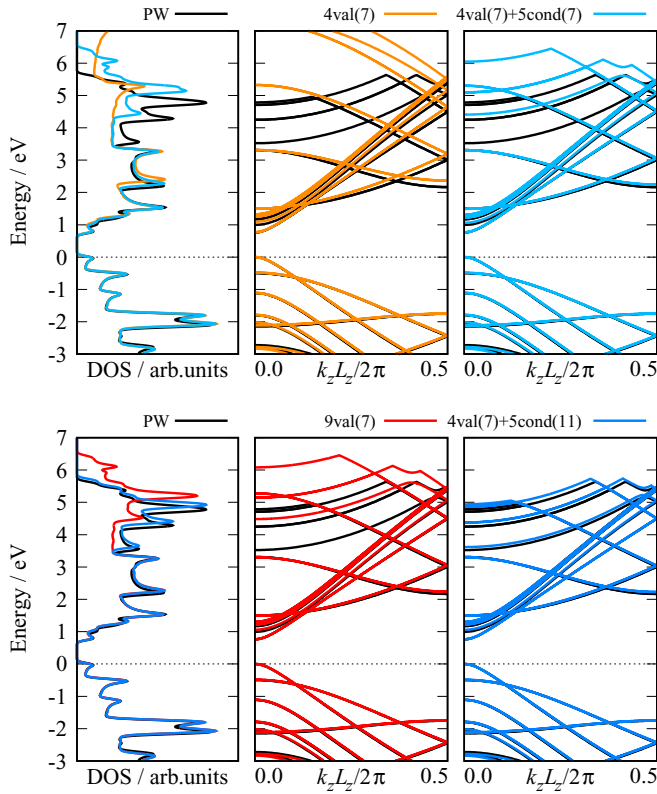 PW 4val(7) 4val(7)+5cond(7)
7
6
5
4
3
2
1
0
-1
-2
-3
Energy / eV
0.0 0.5 0.0 0.5
DOS / arb.units k_zL_z/2π k_zL_z/2π
PW 9val(7) 4val(7)+5cond(11)
7
6
5
4
3
2
1
0
-1
-2
-3
Energy / eV
0.0 0.5 0.0 0.5
DOS / arb.units k_zL_z/2π k_zL_z/2π